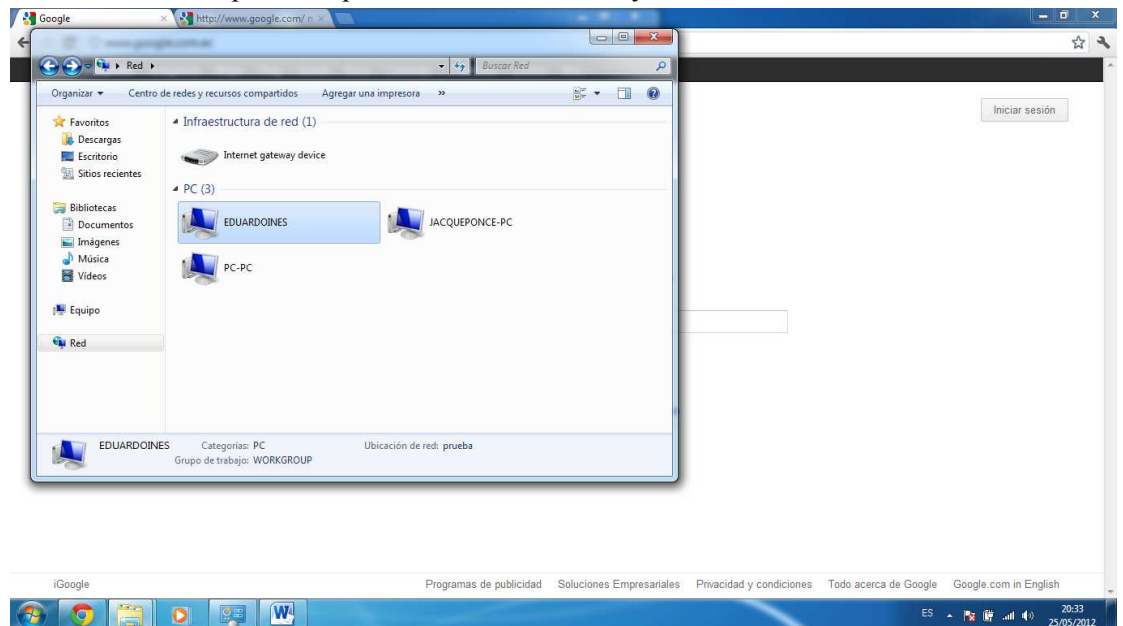 Google
http://www.google.com/ n
Red
Buscar Red
Organizar
Centro de redes y recursos compartidos
Agregar una impresora
»
Iniciar sesión
Favoritos
Descargas
Escritorio
Sitios recientes
Bibliotecas
Documentos
Imágenes
Música
Vídeos
Equipo
Red
Infraestructura de red (1)
Internet gateway device
PC (3)
EDUARDOINES
JACQUEPONCE-PC
PC-PC
EDUARDOINES Categorías: PC Ubicación de red: prueba
Grupo de trabajo: WORKGROUP
iGoogle Programas de publicidad Soluciones Empresariales Privacidad y condiciones Todo acerca de Google Google.com in English
ES
20:33
25/05/2012